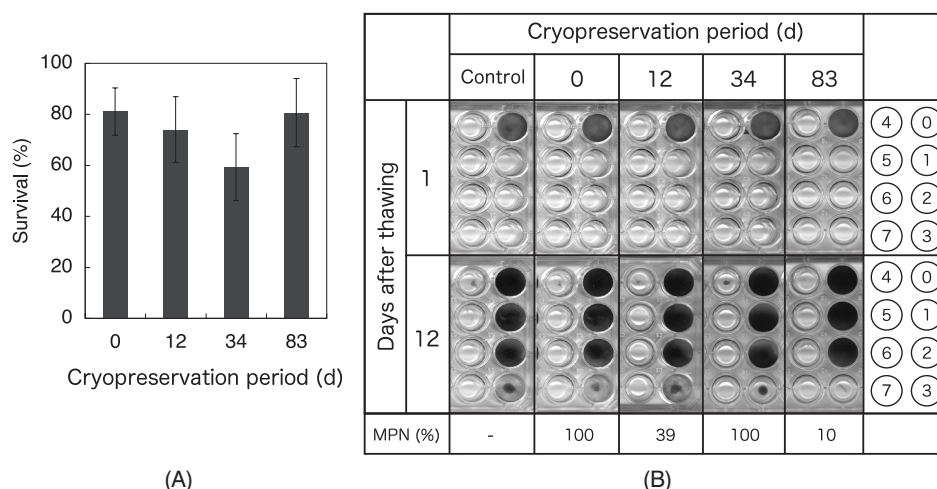 100
80
60
40
20
0
Survival (%)
0 12 34 83
Cryopreservation period (d)
(A)
Cryopreservation period (d)
Control 0 12 34 83
Days after thawing
1
4 0
5 1
6 2
7 3
12
4 0
5 1
6 2
7 3
MPN (%) - 100 39 100 10
(B)